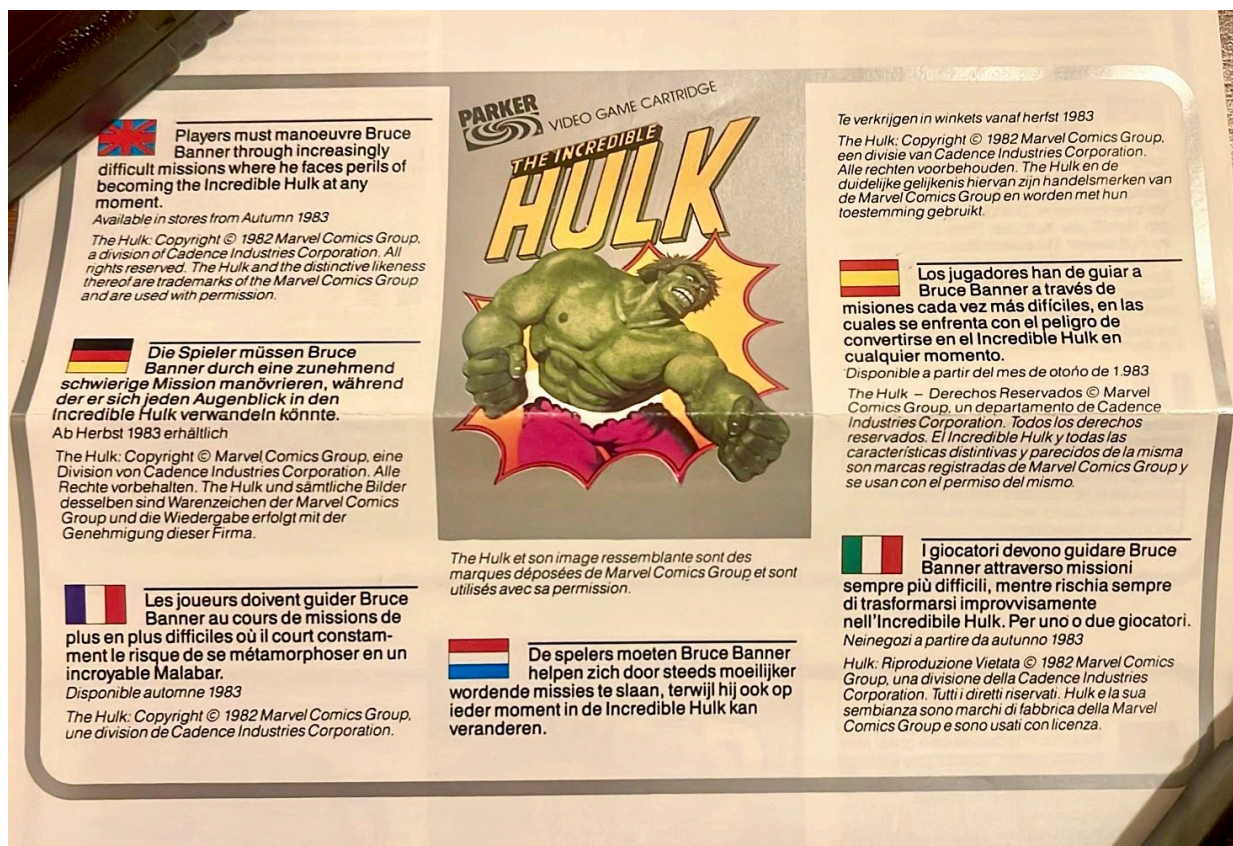 Players must manoeuvre Bruce
Banner through increasingly
difficult missions where he faces perils of
becoming the Incredible Hulk at any
moment.
Available in stores from Autumn 1983
The Hulk: Copyright © 1982 Marvel Comics Group,
a division of Cadence Industries Corporation. All
rights reserved. The Hulk and the distinctive likeness
thereof are trademarks of the Marvel Comics Group
and are used with permission.
Die Spieler müssen Bruce
Banner durch eine zunehmend
schwierige Mission manövrieren, während
der er sich jeden Augenblick in den
Incredible Hulk verwandeln könnte.
Ab Herbst 1983 erhältlich
The Hulk: Copyright © Marvel Comics Group, eine
Division von Cadence Industries Corporation. Alle
Rechte vorbehalten. The Hulk und sämtliche Bilder
desselben sind Warenzeichen der Marvel Comics
Group und die Wiedergabe erfolgt mit der
Genehmigung dieser Firma.
Les joueurs doivent guider Bruce
Banner au cours de missions de
plus en plus difficiles où il court constam-
ment le risque de se métamorphoser en un
incroyable Malabar.
Disponible automne 1983
The Hulk: Copyright © 1982 Marvel Comics Group,
une division de Cadence Industries Corporation.
PARKER
VIDEO GAME CARTRIDGE
THE INCREDIBLE
HULK
The Hulk et son image ressemblante sont des
marques déposées de Marvel Comics Group et sont
utilisés avec sa permission.
De spelers moeten Bruce Banner
helpen zich door steeds moeilijker
wordende missies te slaan, terwijl hij ook op
ieder moment in de Incredible Hulk kan
veranderen.
Te verkrijgen in winkets vanaf herfst 1983
The Hulk: Copyright © 1982 Marvel Comics Group,
een divisie van Cadence Industries Corporation.
Alle rechten voorbehouden. The Hulk en de
duidelijke gelijkenis hiervan zijn handelsmerken van
de Marvel Comics Group en worden met hun
toestemming gebruikt.
Los jugadores han de guiar a
Bruce Banner a través de
misiones cada vez más difíciles, en las
cuales se enfrenta con el peligro de
convertirse en el Incredible Hulk en
cualquier momento.
Disponible a partir del mes de otoño de 1.983
The Hulk – Derechos Reservados © Marvel
Comics Group, un departamento de Cadence
Industries Corporation. Todos los derechos
reservados. El Incredible Hulk y todas las
características distintivas y parecidos de la misma
son marcas registradas de Marvel Comics Group y
se usan con el permiso del mismo.
I giocatori devono guidare Bruce
Banner attraverso missioni
sempre più difficili, mentre rischia sempre
di trasformarsi improvvisamente
nell'Incredibile Hulk. Per uno o due giocatori.
Neinegozi a partire da autunno 1983
Hulk: Riproduzione Vietata © 1982 Marvel Comics
Group, una divisione della Cadence Industries
Corporation. Tutti i diretti riservati. Hulk e la sua
sembianza sono marchi di fabbrica della Marvel
Comics Group e sono usati con licenza.